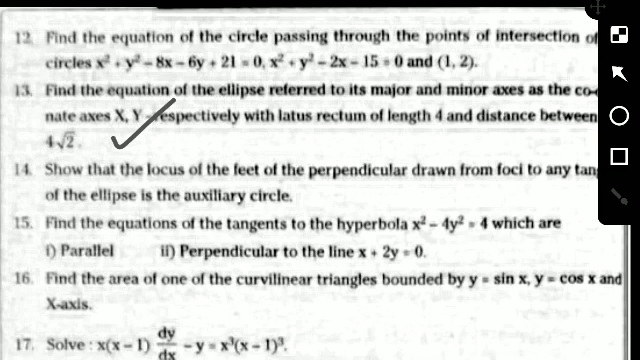 12. Find the equation of the circle passing through the points of intersection of
circles x² + y² – 8x – 6y + 21 = 0, x² + y² – 2x – 15 = 0 and (1, 2).
13. Find the equation of the ellipse referred to its major and minor axes as the co-
nate axes X, Y – respectively with latus rectum of length 4 and distance between
4√2.
14. Show that the locus of the feet of the perpendicular drawn from foci to any tan
of the ellipse is the auxiliary circle.
15. Find the equations of the tangents to the hyperbola x² – 4y² = 4 which are
i) Parallel ii) Perpendicular to the line x + 2y = 0.
16. Find the area of one of the curvilinear triangles bounded by y = sin x, y = cos x and
X-axis.
17. Solve : x(x – 1) dy/dx – y = x³(x – 1)³.